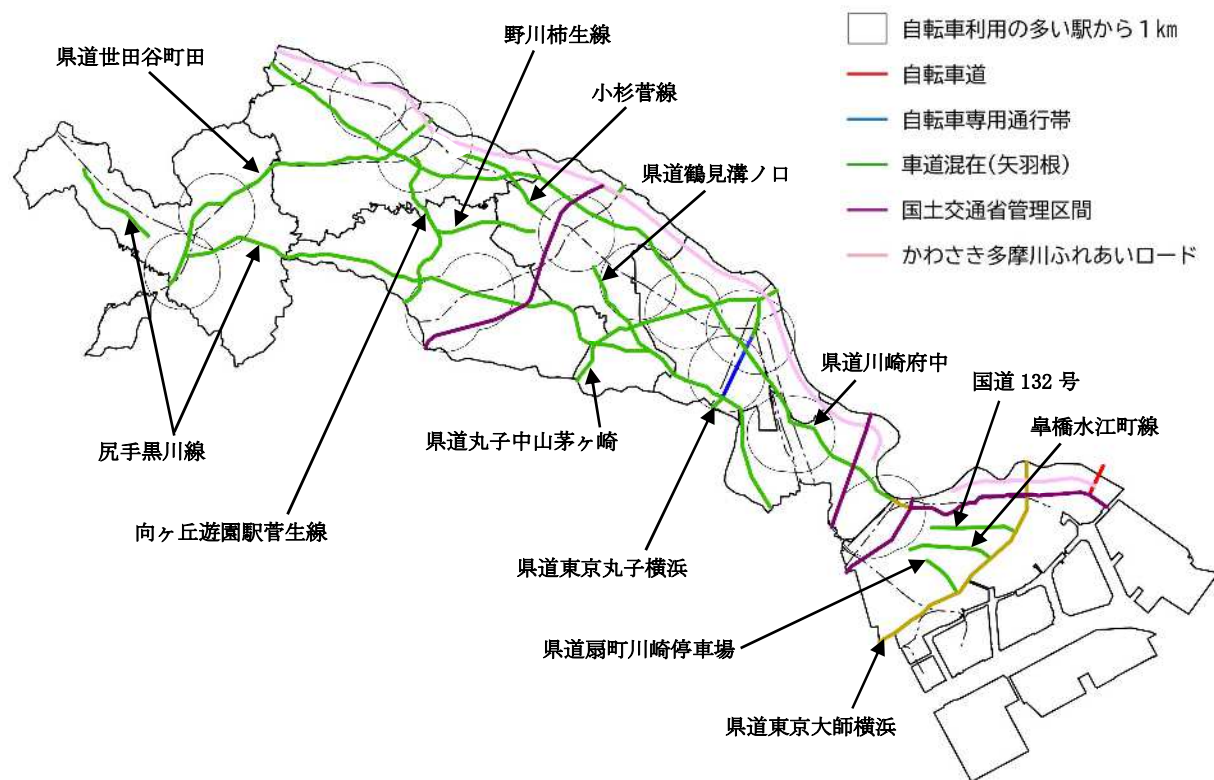 野川柿生線
県道世田谷町田
小杉菅線
県道鶴見溝ノ口
自転車利用の多い駅から1km
自転車道
自転車専用通行帯
車道混在(矢羽根)
国土交通省管理区間
かわさき多摩川ふれあいロード
県道川崎府中
国道132号
皐橋水江町線
尻手黒川線
県道丸子中山茅ヶ崎
向ヶ丘遊園駅菅生線
県道東京丸子横浜
県道扇町川崎停車場
県道東京大師横浜